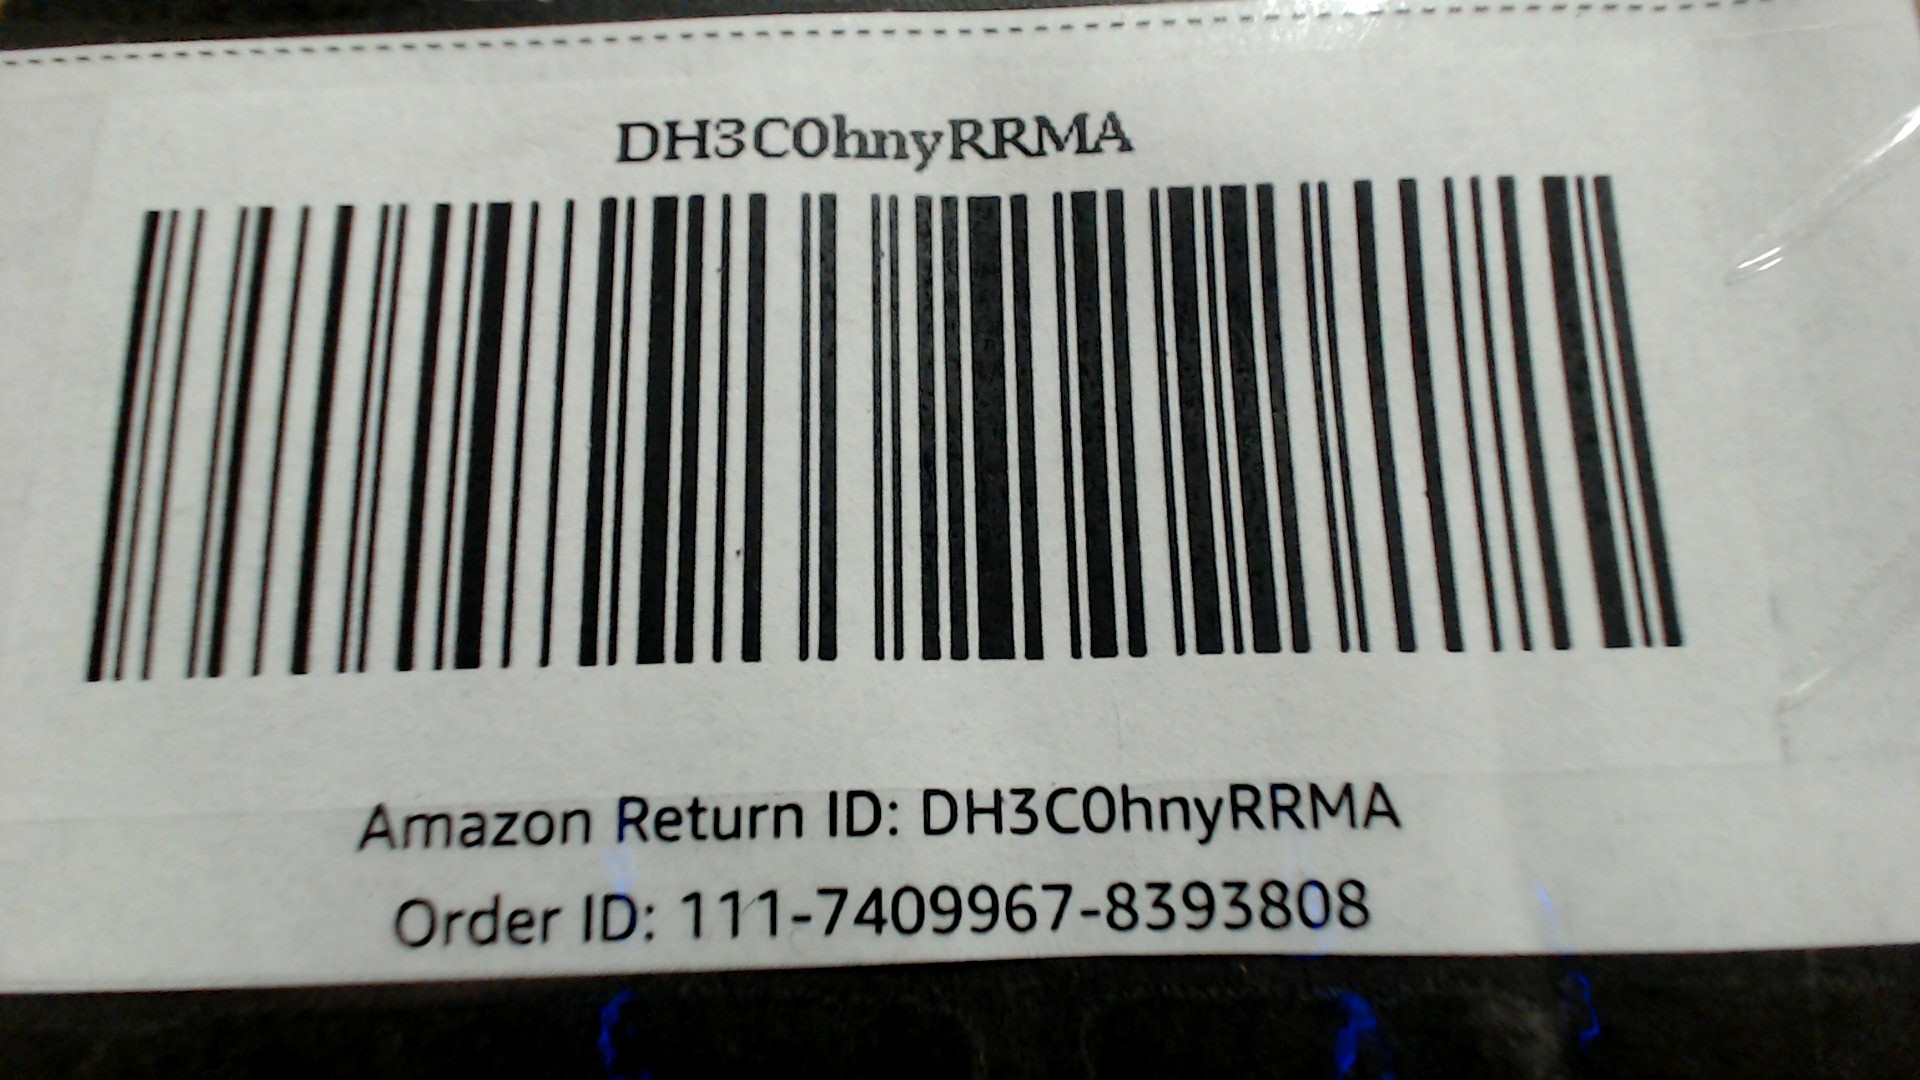 DH3C0hnyRRMA
Amazon Return ID: DH3C0hnyRRMA
Order ID: 111-7409967-8393808